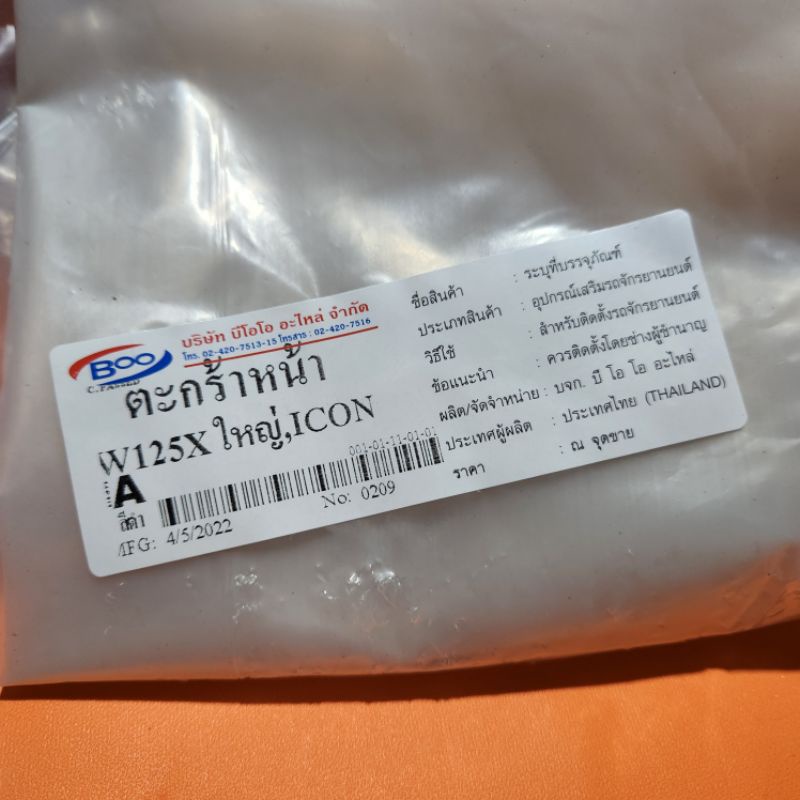 BOO
C.PASSED
บริษัท บีโอโอ อะไหล่ จำกัด
โทร. 02-420-7513-15 โทรสาร : 02-420-7516
ตะกร้าหน้า
W125X ใหญ่,ICON
001-01-11-01-01
A
สีดำ
No: 0209
MFG: 4/5/2022
ชื่อสินค้า : ระบุที่บรรจุภัณฑ์
ประเภทสินค้า : อุปกรณ์เสริมรถจักรยานยนต์
วิธีใช้ : สำหรับติดตั้งรถจักรยานยนต์
ข้อแนะนำ : ควรติดตั้งโดยช่างผู้ชำนาญ
ผลิต/จัดจำหน่าย : บจก. บี โอ โอ อะไหล่
ประเทศผู้ผลิต : ประเทศไทย (THAILAND)
ราคา : ณ จุดขาย